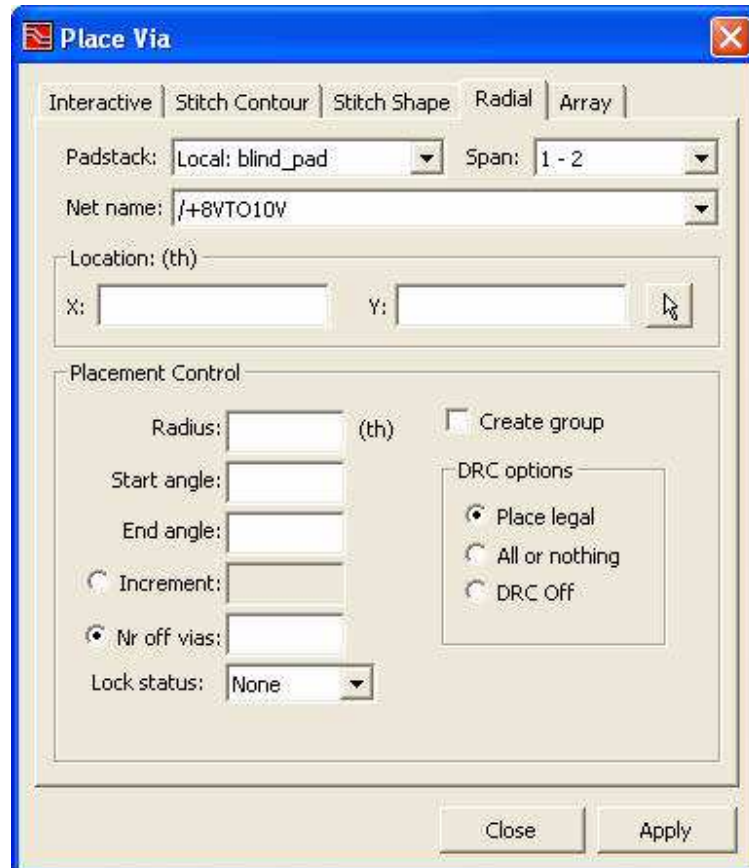 Place Via
Interactive Stitch Contour Stitch Shape Radial Array
Padstack: Local: blind_pad Span: 1 - 2
Net name: /+8VTO10V
Location: (th)
X: Y:
Placement Control
Radius: (th) Create group
Start angle: DRC options
End angle: Place legal
Increment: All or nothing
DRC Off
Nr off vias:
Lock status: None
Close Apply